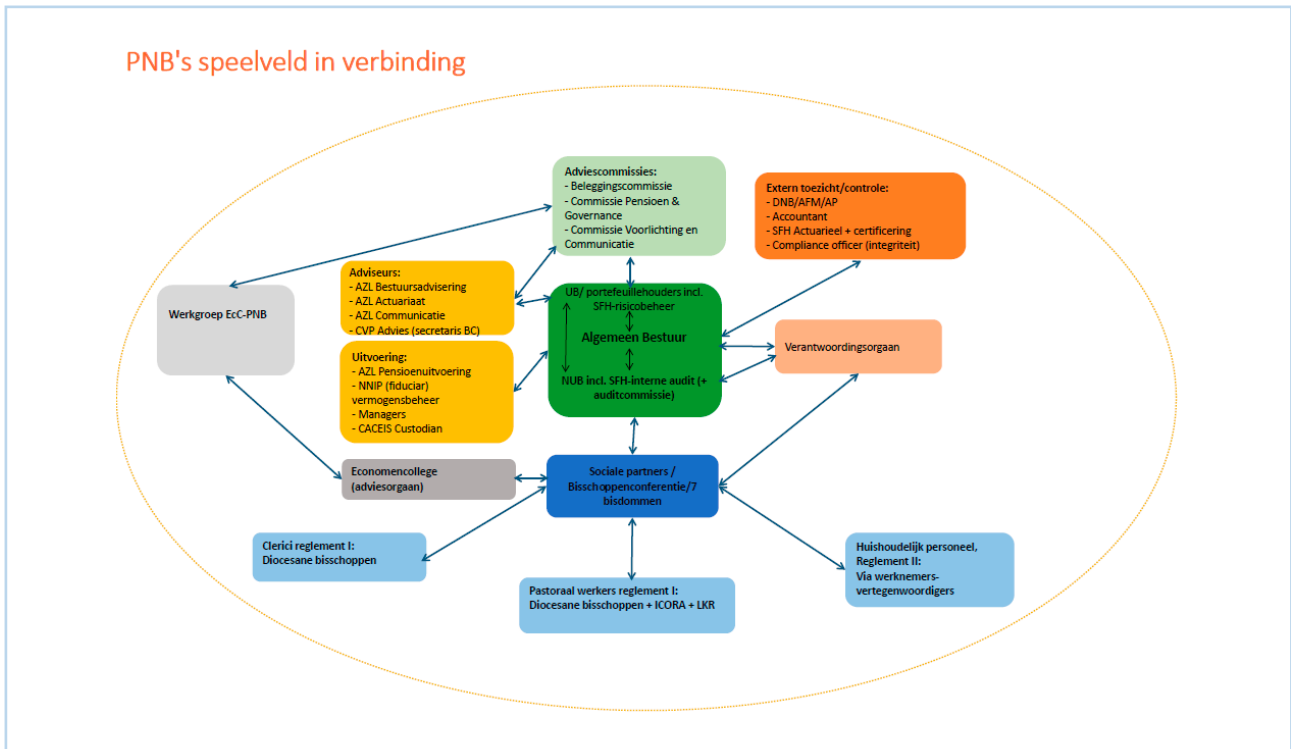 PNB's speelveld in verbinding
Adviescommissies:
- Beleggingscommissie
- Commissie Pensioen &
Governance
- Commissie Voorlichting en
Communicatie
Extern toezicht/controle:
- DNB/AFM/AP
- Accountant
- SFH Actuarieel + certificering
- Compliance officer (integriteit)
Adviseurs:
- AZL Bestuursadvisering
- AZL Actuariaat
- AZL Communicatie
- CVP Advies (secretaris BC)
Werkgroep EcC-PNB
UB/ portefeuillehouders incl.
SFH-risicobeheer
Algemeen Bestuur
NUB incl. SFH-interne audit (+
auditcommissie)
Verantwoordingsorgaan
Uitvoering:
- AZL Pensioenuitvoering
- NNIP (fiduciar)
vermogensbeheer
- Managers
- CACEIS Custodian
Economencollege
(adviesorgaan)
Sociale partners /
Bisschoppenconferentie/7
bisdommen
Clerici reglement I:
Diocesane bisschoppen
Pastoraal werkers reglement I:
Diocesane bisschoppen + ICORA + LKR
Huishoudelijk personeel,
Reglement II:
Via werknemers-
vertegenwoordigers